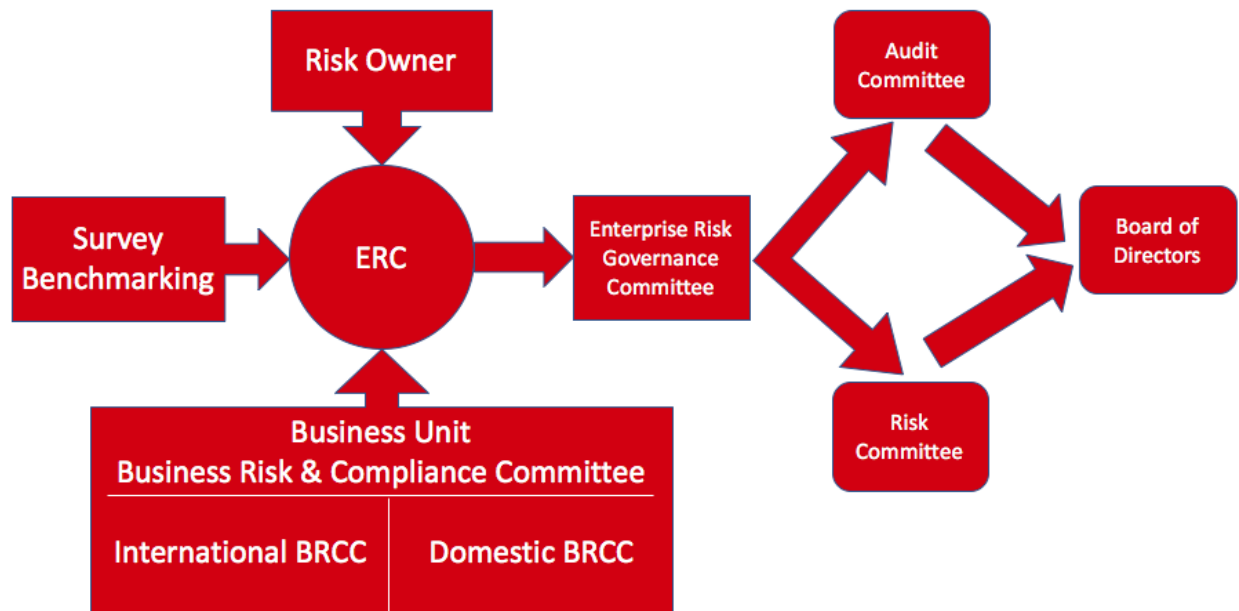 Risk Owner
Survey
Benchmarking
ERC
Business Unit
Business Risk & Compliance Committee
International BRCC
Domestic BRCC
Enterprise Risk
Governance
Committee
Audit
Committee
Risk
Committee
Board of
Directors